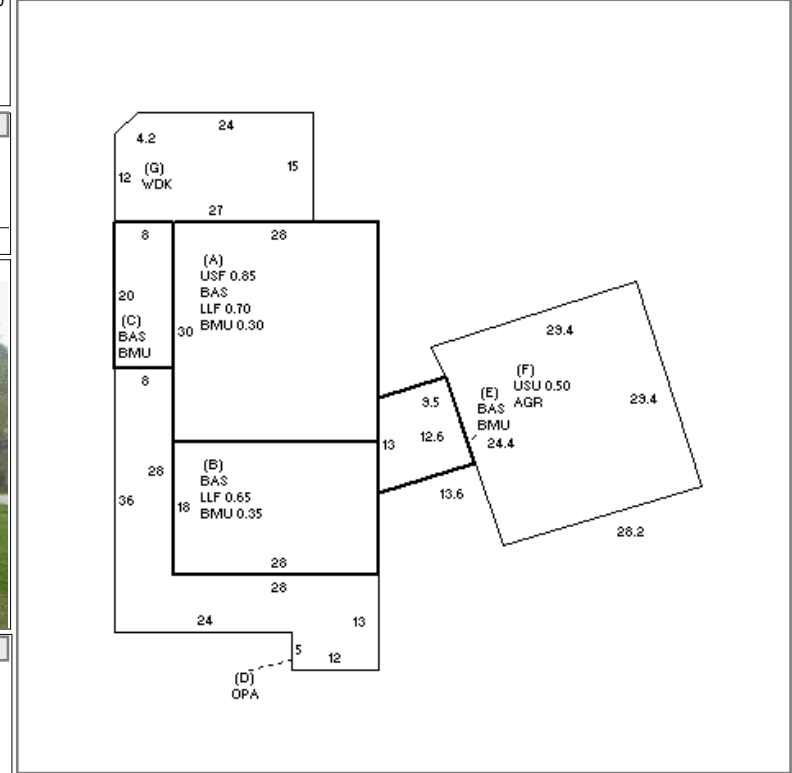 24
4.2
15
12
(G)
WDK
27
8
28
(A)
USF 0.85
BAS
LLF 0.70
BMU 0.30
20
(C)
BAS
BMU
30
8
29.4
(F)
USU 0.50
AGR
29.4
(E)
BAS
BMU
9.5
12.6
13
24.4
13.6
28.2
28
36
(B)
BAS
LLF 0.65
BMU 0.35
18
28
28
24
13
5
12
(D)
OPA